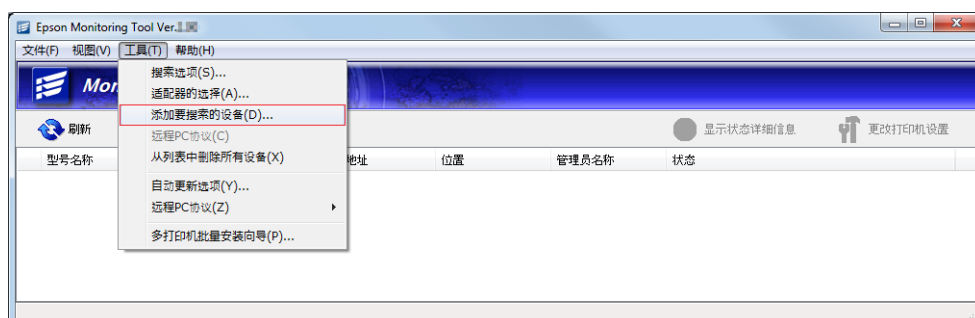 Epson Monitoring Tool Ver.
文件(F) 视图(V) 工具(T) 帮助(H)
搜索选项(S)...
适配器的选择(A)...
添加要搜索的设备(D)...
远程PC协议(C)
从列表中删除所有设备(X)
自动更新选项(Y)...
远程PC协议(Z)
多打印机批量安装向导(P)...
Mon
刷新 显示状态详细信息 更改打印机设置
型号名称 地址 位置 管理员名称 状态